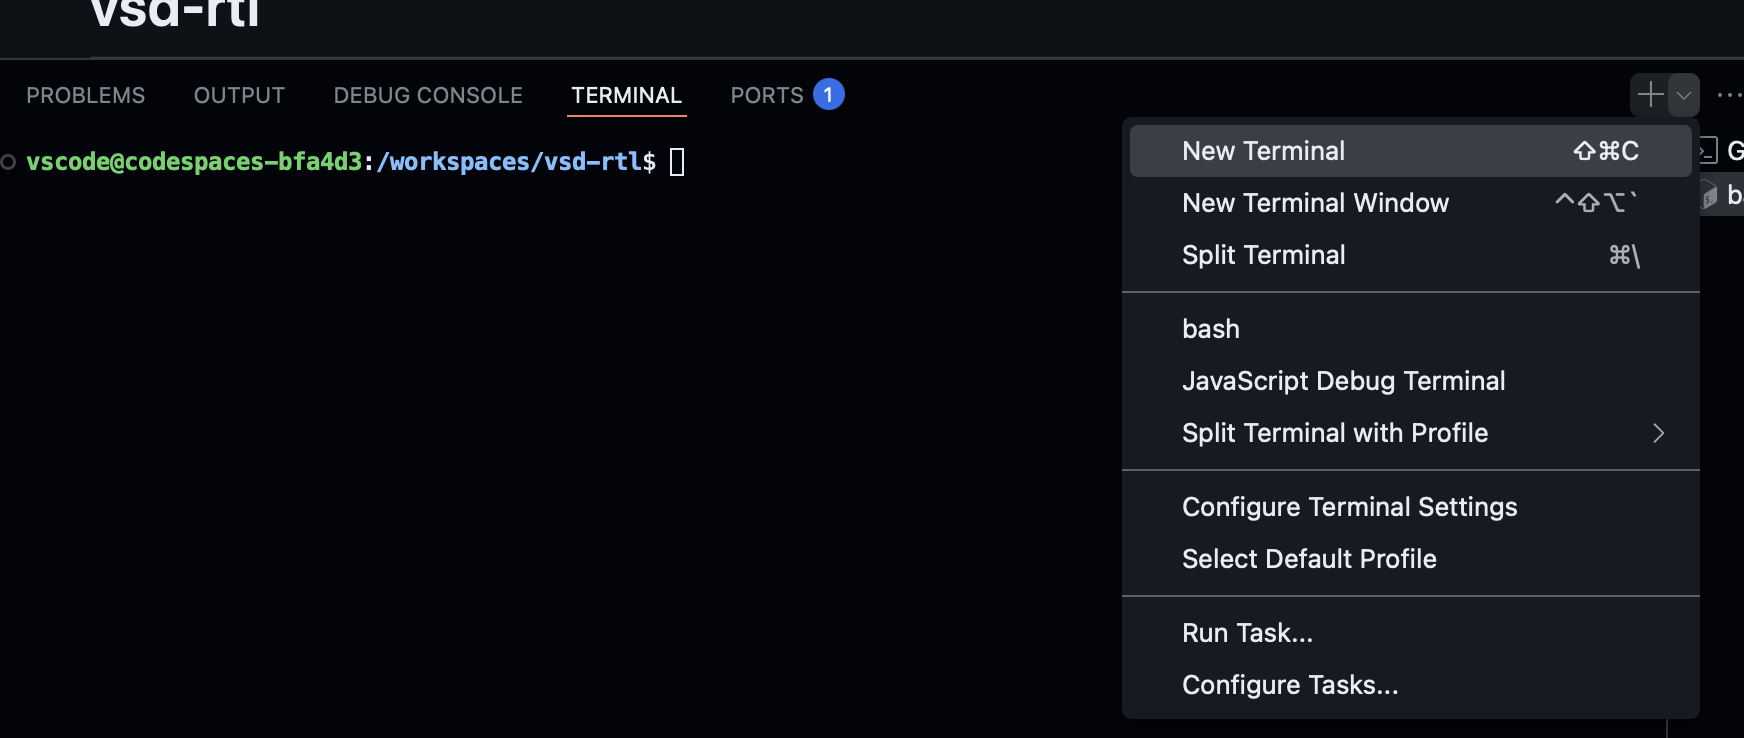 vsd-rtl
PROBLEMS OUTPUT DEBUG CONSOLE TERMINAL PORTS 1
vscode@codespaces-bfa4d3:/workspaces/vsd-rtl$
New Terminal ⇧⌘C
New Terminal Window ^⇧⌥`
Split Terminal ⌘\
bash
JavaScript Debug Terminal
Split Terminal with Profile
Configure Terminal Settings
Select Default Profile
Run Task...
Configure Tasks...